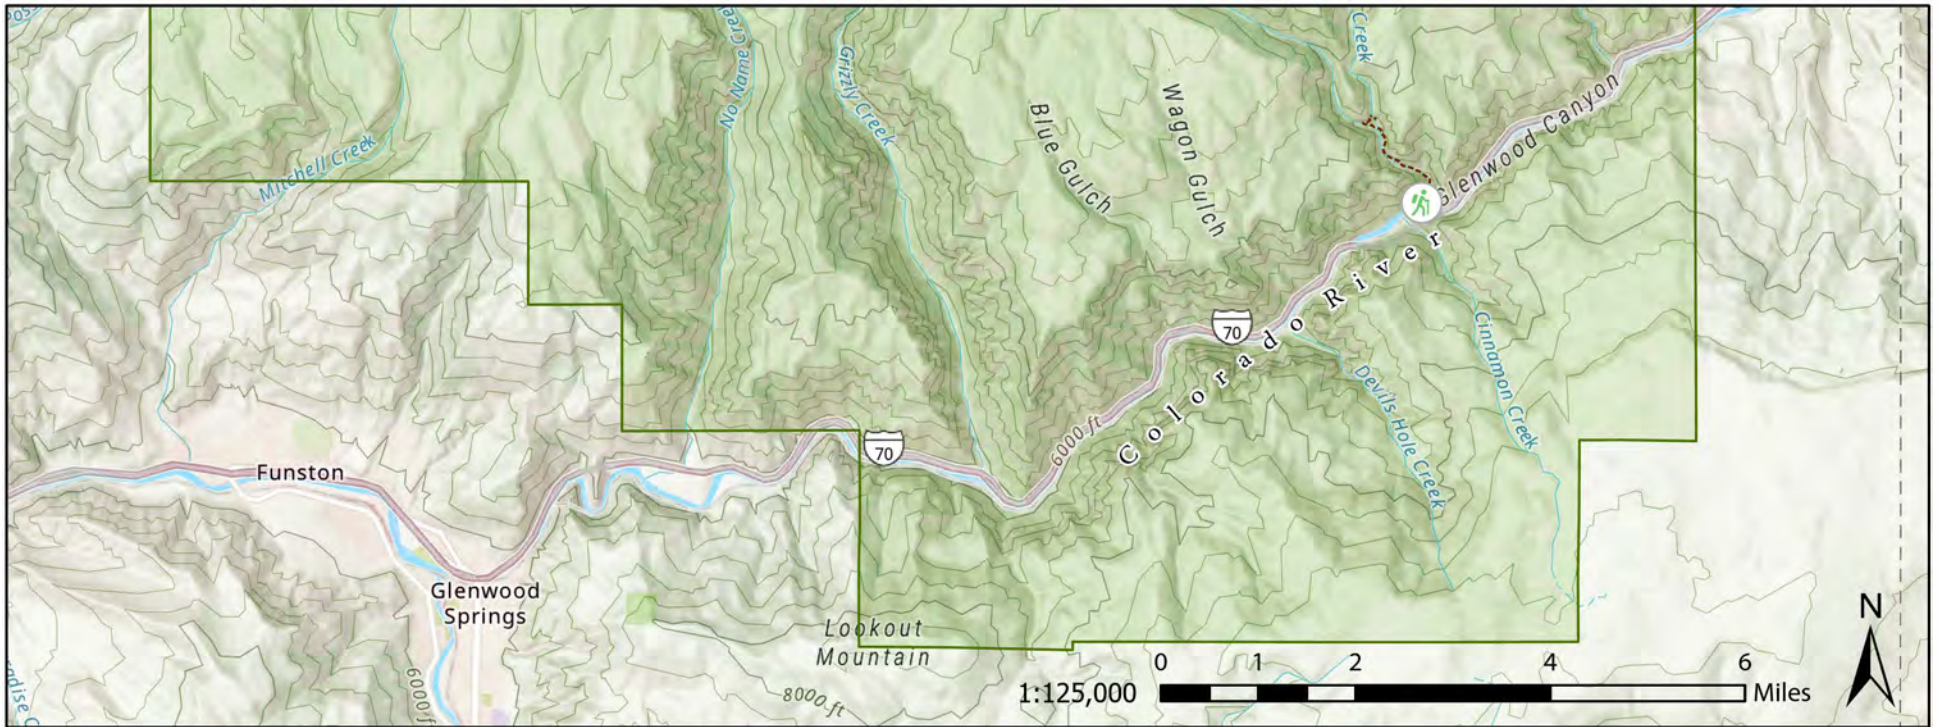 No Name Creek
Grizzly Creek
Creek
Mitchell Creek
Blue Gulch
Wagon Gulch
Glenwood Canyon
70
Colorado River
Cinnamon Creek
Devils Hole Creek
6000 ft
70
Funston
Glenwood
Springs
Lookout
Mountain
8000 ft
6000 f
0 1 2 4 6
1:125,000 Miles
N